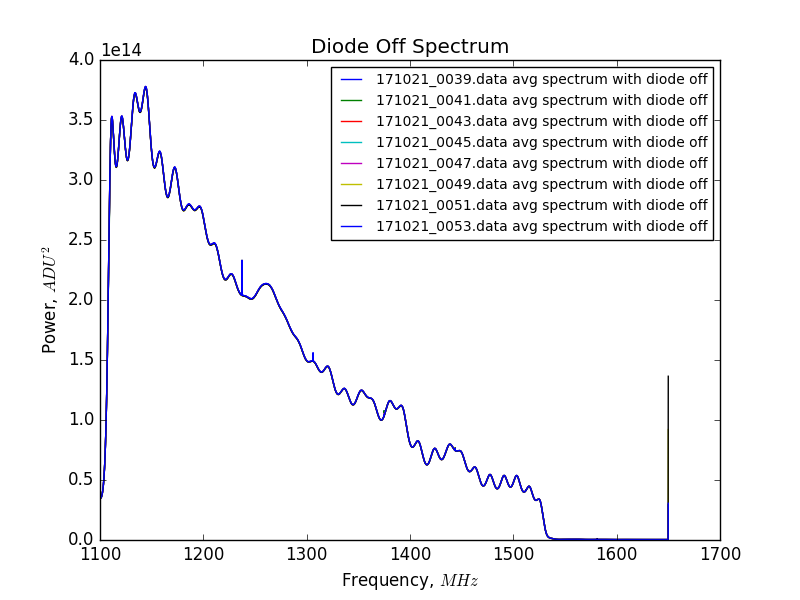 Diode Off Spectrum
1e14
4.0
3.5
3.0
2.5
2.0
1.5
1.0
0.5
0.0
Power, ADU²
171021_0039.data avg spectrum with diode off
171021_0041.data avg spectrum with diode off
171021_0043.data avg spectrum with diode off
171021_0045.data avg spectrum with diode off
171021_0047.data avg spectrum with diode off
171021_0049.data avg spectrum with diode off
171021_0051.data avg spectrum with diode off
171021_0053.data avg spectrum with diode off
1100 1200 1300 1400 1500 1600 1700
Frequency, MHz